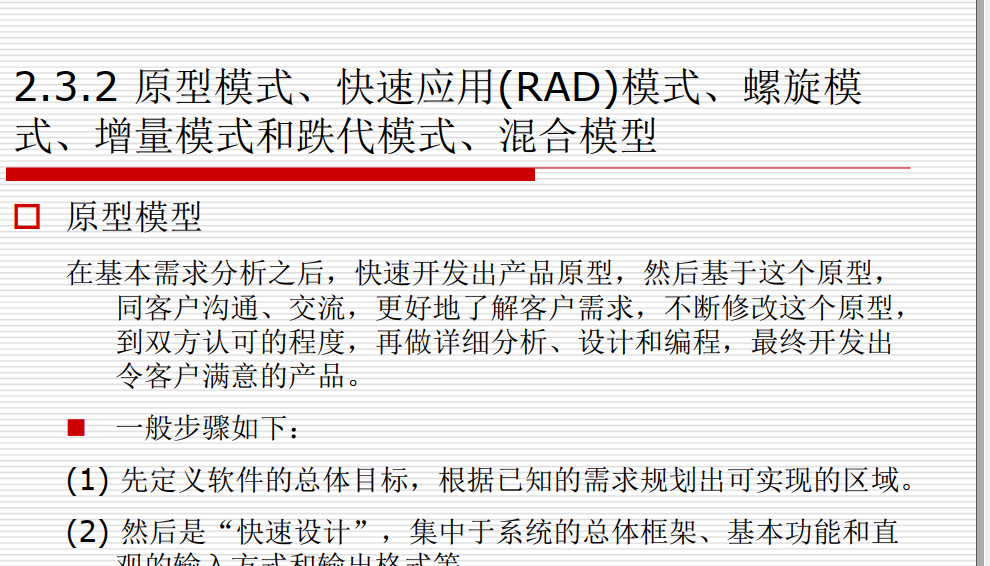 2.3.2 原型模式、快速应用(RAD)模式、螺旋模
式、增量模式和跌代模式、混合模型
原型模型
在基本需求分析之后，快速开发出产品原型，然后基于这个原型，
同客户沟通、交流，更好地了解客户需求，不断修改这个原型，
到双方认可的程度，再做详细分析、设计和编程，最终开发出
令客户满意的产品。
一般步骤如下：
(1) 先定义软件的总体目标，根据已知的需求规划出可实现的区域。
(2) 然后是“快速设计”，集中于系统的总体框架、基本功能和直
观的输入方式和输出格式等